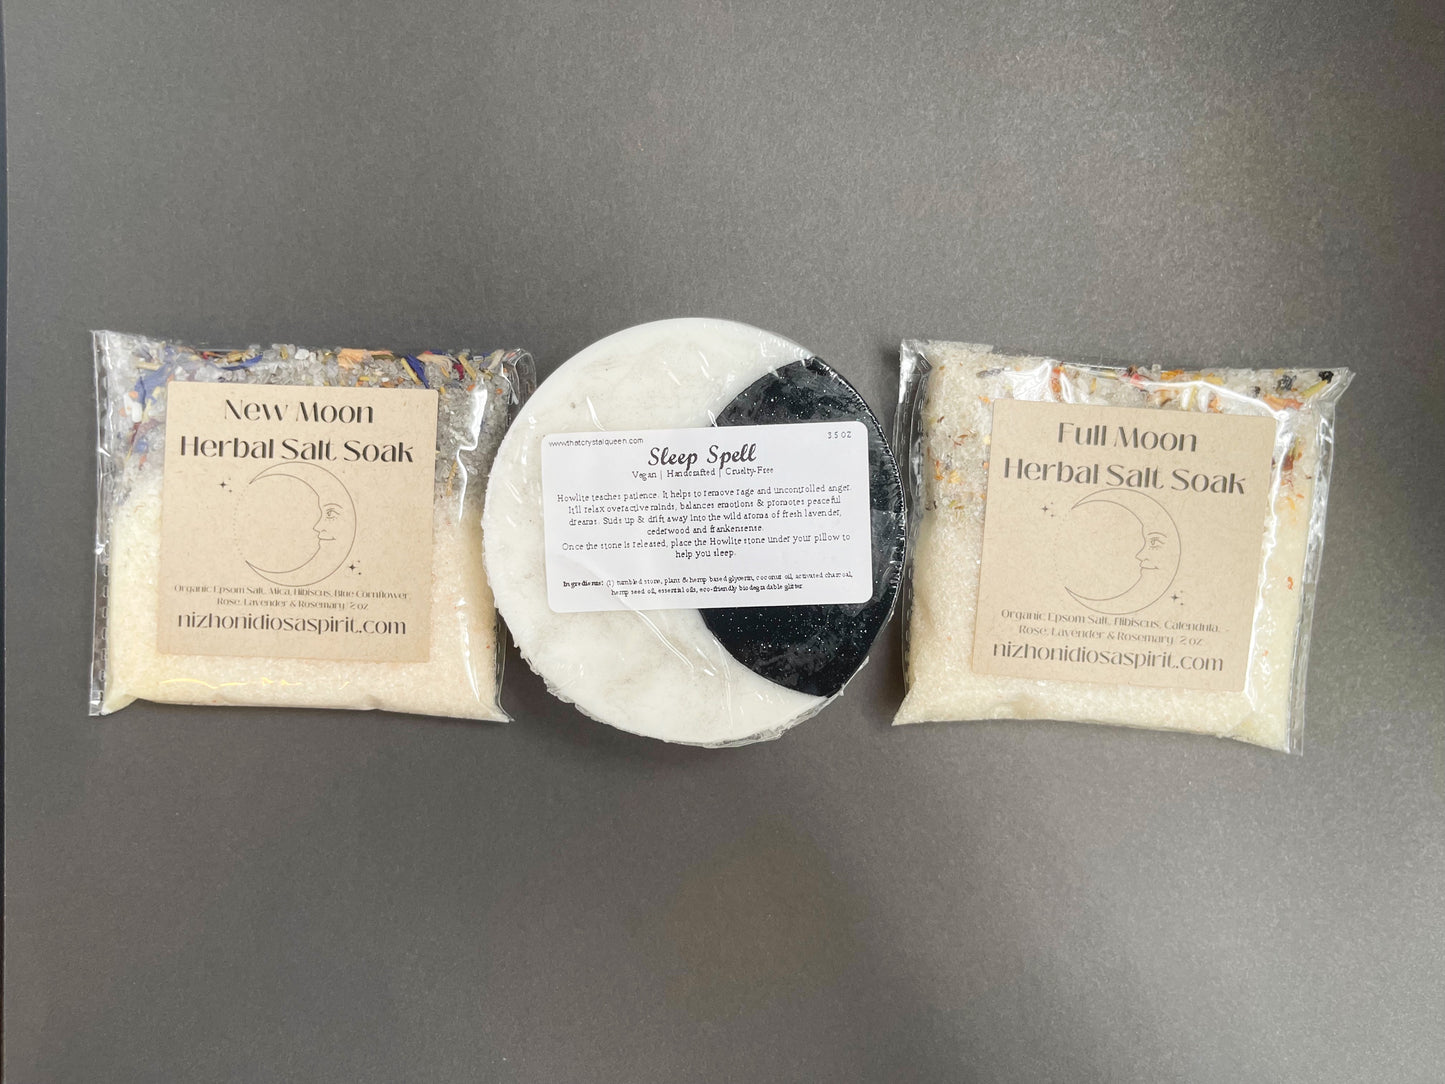 New Moon
Herbal Salt Soak
Organic Epsom Salt, Mica, Hibiscus, Blue Cornflower,
Rose, Lavender & Rosemary 2 oz
nizhonidiosaspirit.com
www.thatcrystalqueen.com
3.5 OZ
Sleep Spell
Vegan | Handcrafted | Cruelty-Free
Howlite teaches patience. It helps to remove rage and uncontrolled anger.
It'll relax overactive minds, balances emotions & promotes peaceful
dreams. Suds up & drift away into the wild aroma of fresh lavender,
cederwood and frankensense.
Once the stone is released, place the Howlite stone under your pillow to
help you sleep.
Ingredients: (1) tumbled stone, plant & hemp based glycerin, coconut oil, activated charcoal,
hemp seed oil, essential oils, eco-friendly biodegradable glitter.
Full Moon
Herbal Salt Soak
Organic Epsom Salt, Hibiscus, Calendula,
Rose, Lavender & Rosemary 2 oz
nizhonidiosaspirit.com